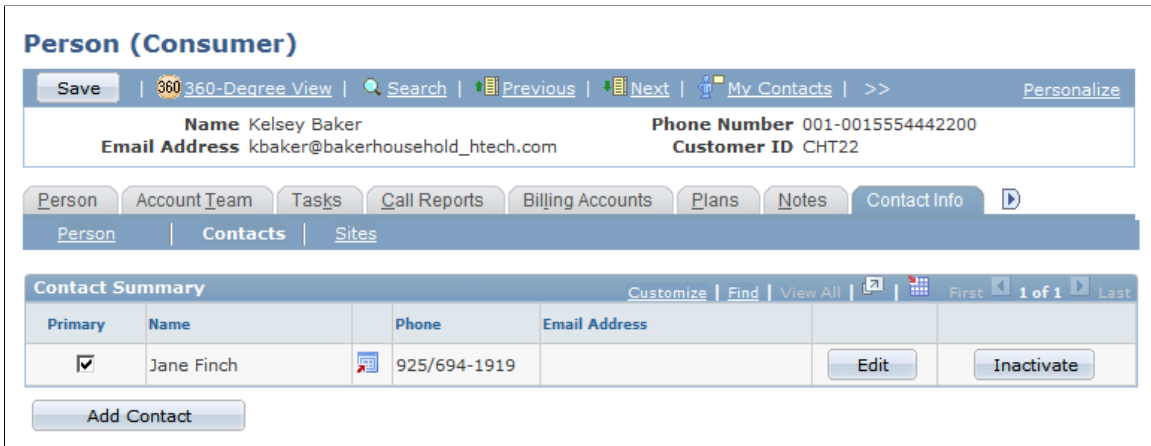 Person (Consumer)
Save | 360 360-Degree View | Search | Previous | Next | My Contacts | >> Personalize
Name Kelsey Baker Phone Number 001-0015554442200
Email Address kbaker@bakerhousehold_htech.com Customer ID CHT22
Person Account Team Tasks Call Reports Billing Accounts Plans Notes Contact Info
Person | Contacts | Sites
Contact Summary Customize | Find | View All | | First 1 of 1 Last
Primary Name Phone Email Address
Jane Finch 925/694-1919 Edit Inactivate
Add Contact